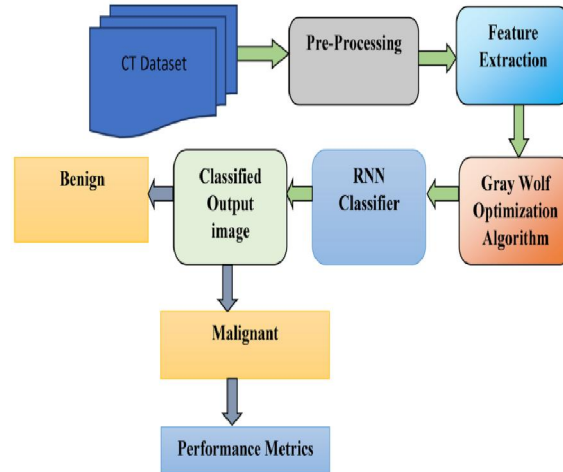 CT Dataset
Pre-Processing
Feature
Extraction
Gray Wolf
Optimization
Algorithm
RNN
Classifier
Classified
Output
image
Benign
Malignant
Performance Metrics